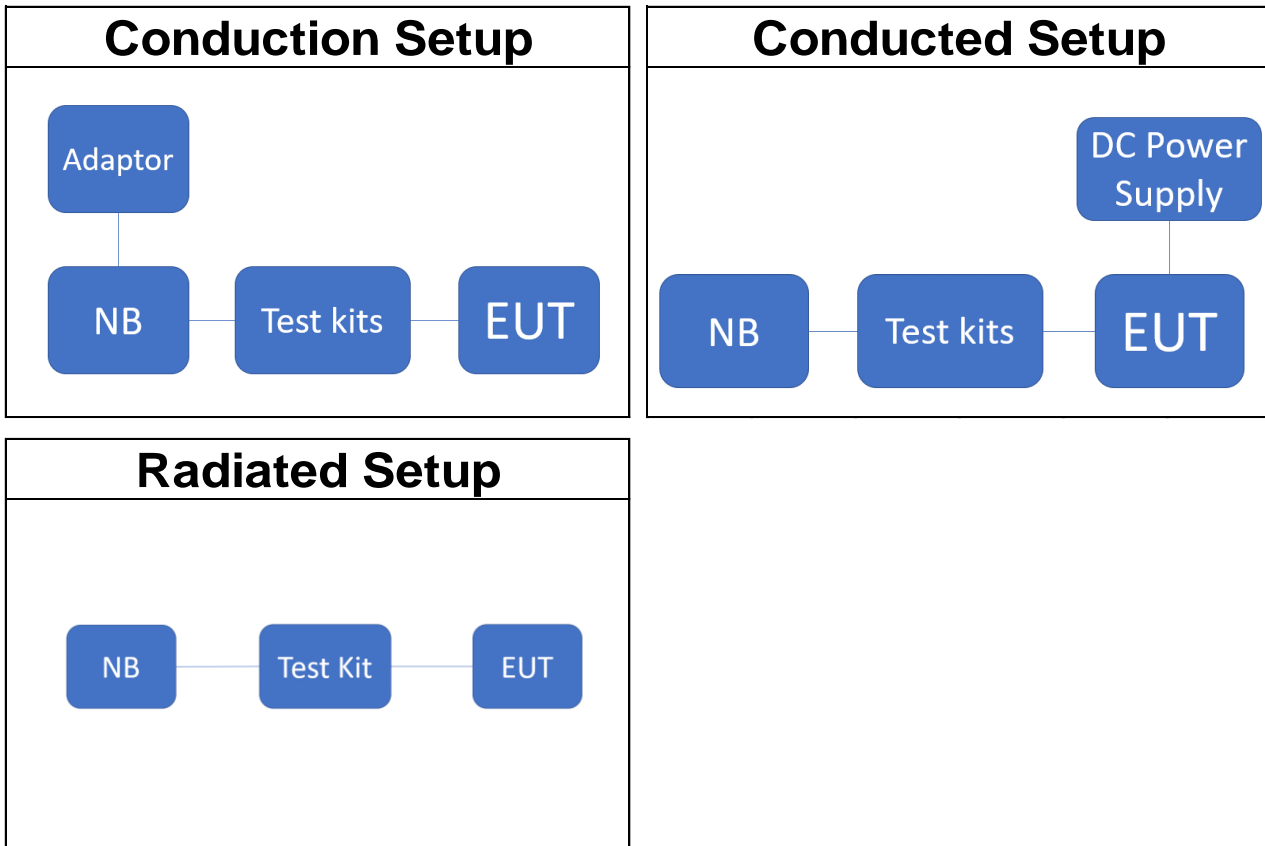 Conduction Setup
Adaptor
NB
Test kits
EUT
Conducted Setup
DC Power
Supply
NB
Test kits
EUT
Radiated Setup
NB
Test Kit
EUT